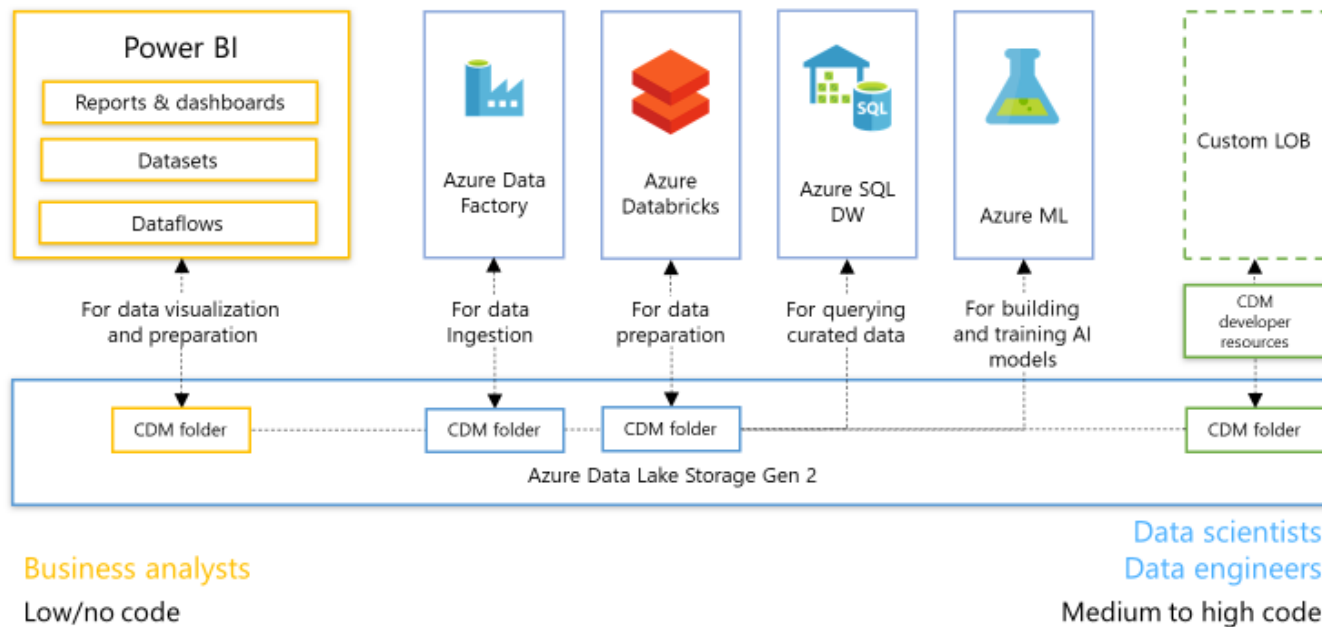 Power BI
Reports & dashboards
Datasets
Dataflows
Azure Data
Factory
Azure
Databricks
SQL
Azure SQL
DW
Azure ML
Custom LOB
For data visualization
and preparation
For data
Ingestion
For data
preparation
For querying
curated data
For building
and training AI
models
CDM
developer
resources
CDM folder
CDM folder
CDM folder
CDM folder
Azure Data Lake Storage Gen 2
Business analysts
Low/no code
Data scientists
Data engineers
Medium to high code